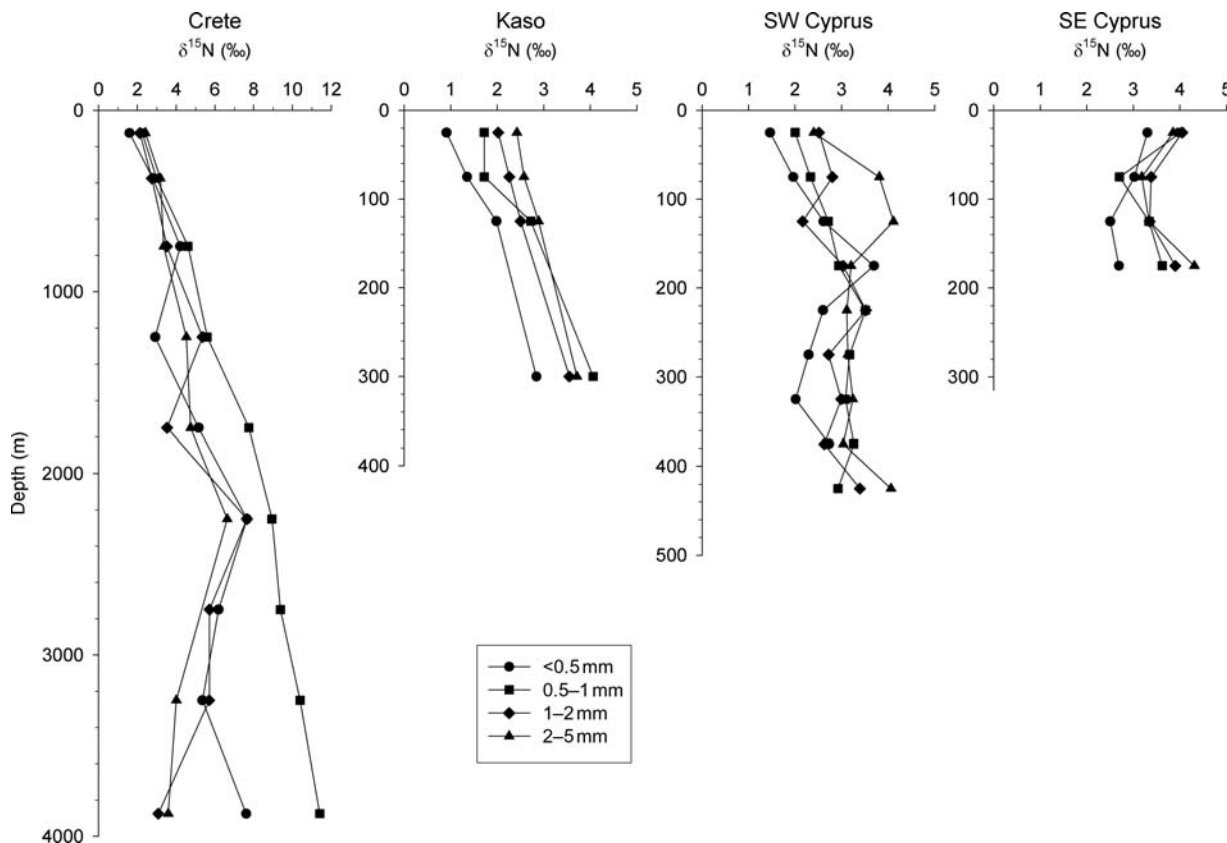 Crete
δ15N (‰)
0 2 4 6 8 10 12
0
1000
2000
3000
4000
Depth (m)
Kaso
δ15N (‰)
0 1 2 3 4 5
0
100
200
300
400
SW Cyprus
δ15N (‰)
0 1 2 3 4 5
0
100
200
300
400
500
SE Cyprus
δ15N (‰)
0 1 2 3 4 5
0
100
200
300
<0.5 mm
0.5–1 mm
1–2 mm
2–5 mm